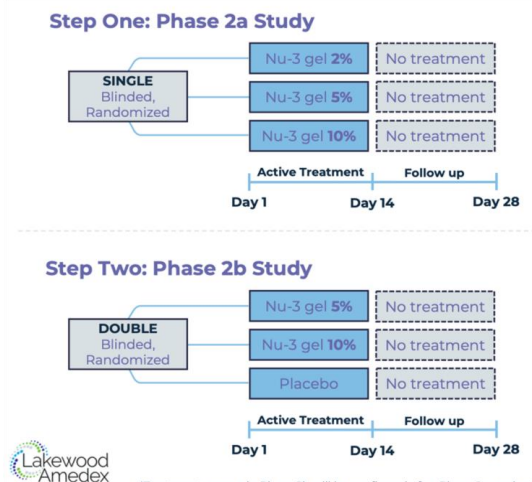 Step One: Phase 2a Study
SINGLE
Blinded,
Randomized
Nu-3 gel 2%
No treatment
Nu-3 gel 5%
No treatment
Nu-3 gel 10%
No treatment
Active Treatment
Follow up
Day 1
Day 14
Day 28
Step Two: Phase 2b Study
DOUBLE
Blinded,
Randomized
Nu-3 gel 5%
No treatment
Nu-3 gel 10%
No treatment
Placebo
No treatment
Active Treatment
Follow up
Day 1
Day 14
Day 28
Lakewood
Amedex